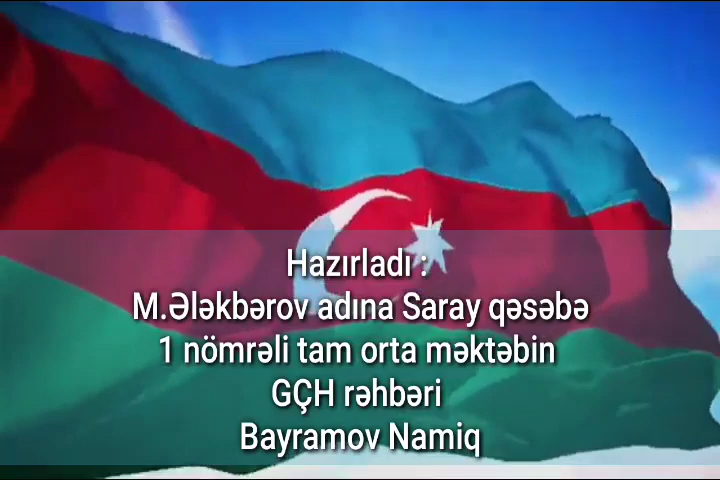 Hazırladı :
M.Ələkbərov adına Saray qəsəbə
1 nömrəli tam orta məktəbin
GÇH rəhbəri
Bayramov Namiq